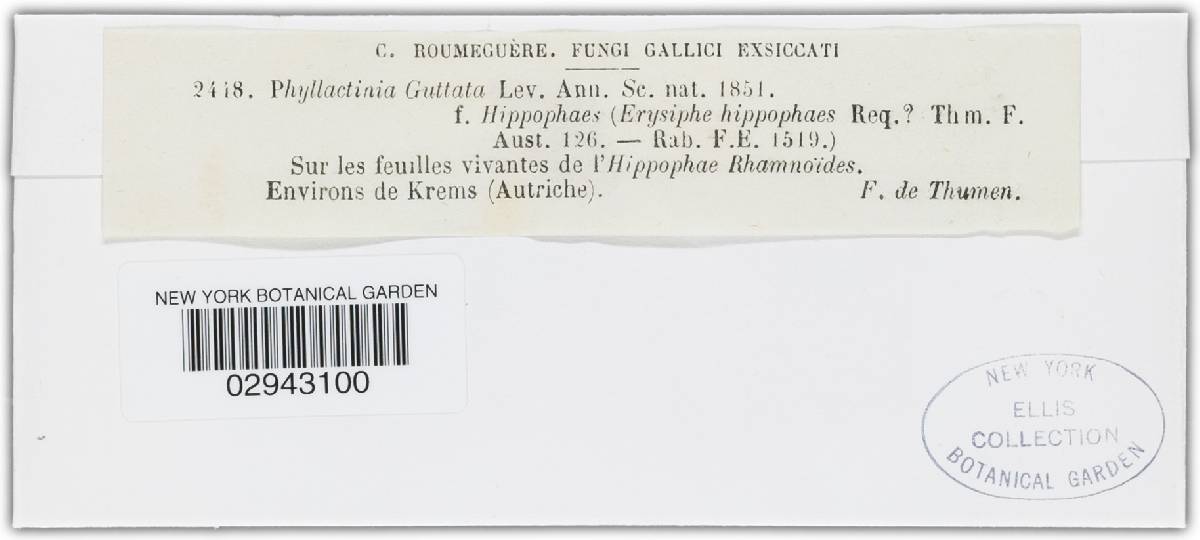 C. ROUMEGUÈRE. FUNGI GALLICI EXSICCATI
2418. Phyllactinia Guttata Lev. Ann. Sc. nat. 1851.
f. Hippophaes (Erysiphe hippophaes Req.? Thm. F.
Aust. 126. — Rab. F.E. 1519.)
Sur les feuilles vivantes de l'Hippophae Rhamnoïdes.
Environs de Krems (Autriche). F. de Thumen.
NEW YORK BOTANICAL GARDEN
02943100
NEW YORK
ELLIS
COLLECTION
BOTANICAL GARDEN